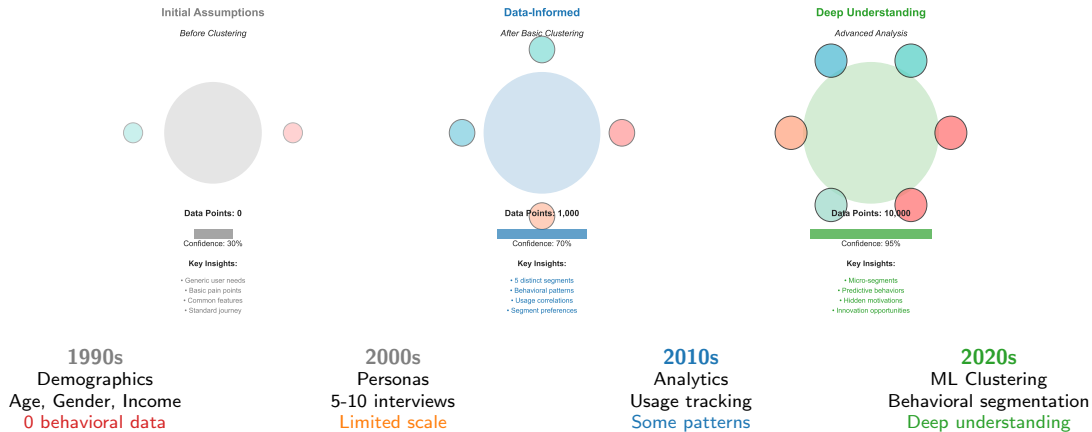 Initial Assumptions
Before Clustering
Data Points: 0
Confidence: 30%
Key Insights:
• Generic user needs
• Basic pain points
• Common features
• Standard journey
Data-Informed
After Basic Clustering
Data Points: 1,000
Confidence: 70%
Key Insights:
• 5 distinct segments
• Behavioral patterns
• Usage correlations
• Segment preferences
Deep Understanding
Advanced Analysis
Data Points: 10,000
Confidence: 95%
Key Insights:
• Micro-segments
• Predictive behaviors
• Hidden motivations
• Innovation opportunities
1990s
Demographics
Age, Gender, Income
0 behavioral data
2000s
Personas
5-10 interviews
Limited scale
2010s
Analytics
Usage tracking
Some patterns
2020s
ML Clustering
Behavioral segmentation
Deep understanding